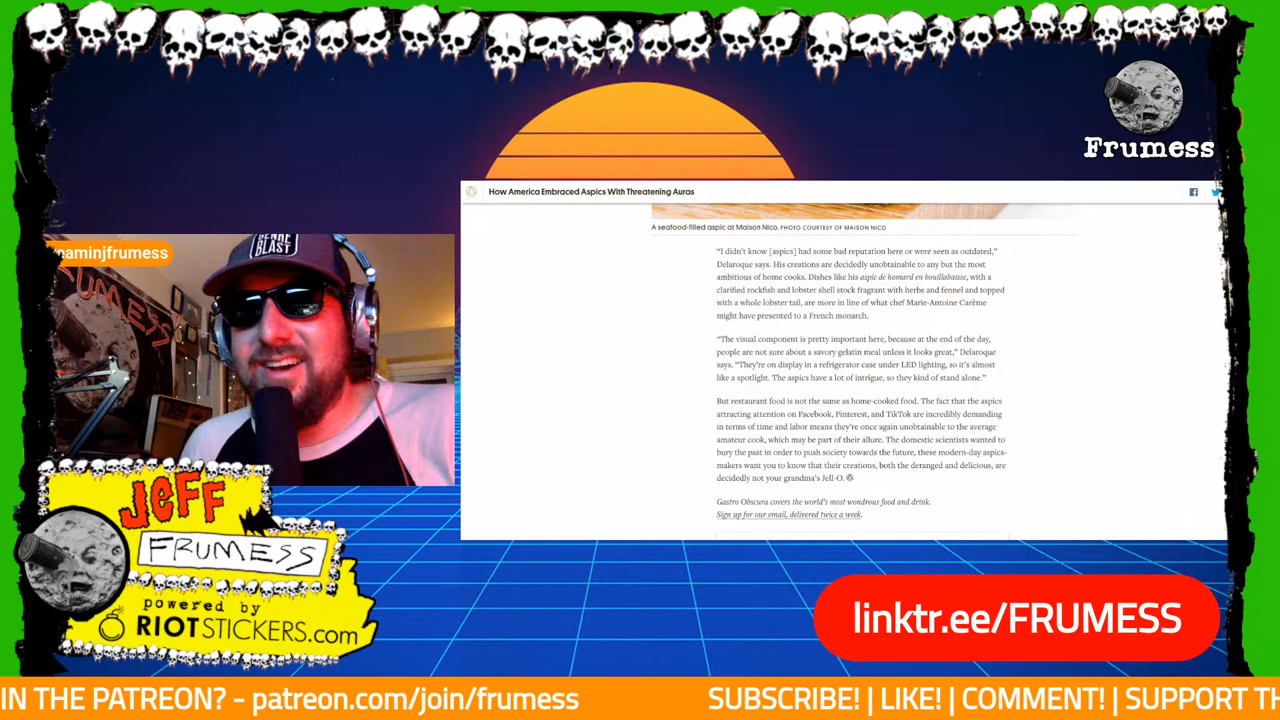 Frumess
How America Embraced Aspics With Threatening Auras
A seafood-filled aspic at Maison Nico. PHOTO COURTESY OF MAISON NICO
“I didn’t know [aspics] had some bad reputation here or were seen as outdated,”
Delaroque says. His creations are decidedly unobtainable to any but the most
ambitious of home cooks. Dishes like his aspic de homard en bouillabaisse, with a
clarified rockfish and lobster shell stock fragrant with herbs and fennel and topped
with a whole lobster tail, are more in line of what chef Marie-Antoine Carême
might have presented to a French monarch.
“The visual component is pretty important here, because at the end of the day,
people are not sure about a savory gelatin meal unless it looks great,” Delaroque
says. “They’re on display in a refrigerator case under LED lighting, so it’s almost
like a spotlight. The aspics have a lot of intrigue, so they kind of stand alone.”
But restaurant food is not the same as home-cooked food. The fact that the aspics
attracting attention on Facebook, Pinterest, and TikTok are incredibly demanding
in terms of time and labor means they’re once again unobtainable to the average
amateur cook, which may be part of their allure. The domestic scientists wanted to
bury the past in order to push society towards the future, these modern-day aspics-
makers want you to know that their creations, both the deranged and delicious, are
decidedly not your grandma’s Jell-O.
Gastro Obscura covers the world’s most wondrous food and drink.
Sign up for our email, delivered twice a week.
eaminjfrumess
GENRE
BLAST
FRUMESS
JEFF
FRUMESS
powered by
RIOTSTICKERS.com
linktr.ee/FRUMESS
IN THE PATREON? - patreon.com/join/frumess
SUBSCRIBE! | LIKE! | COMMENT! | SUPPORT TH